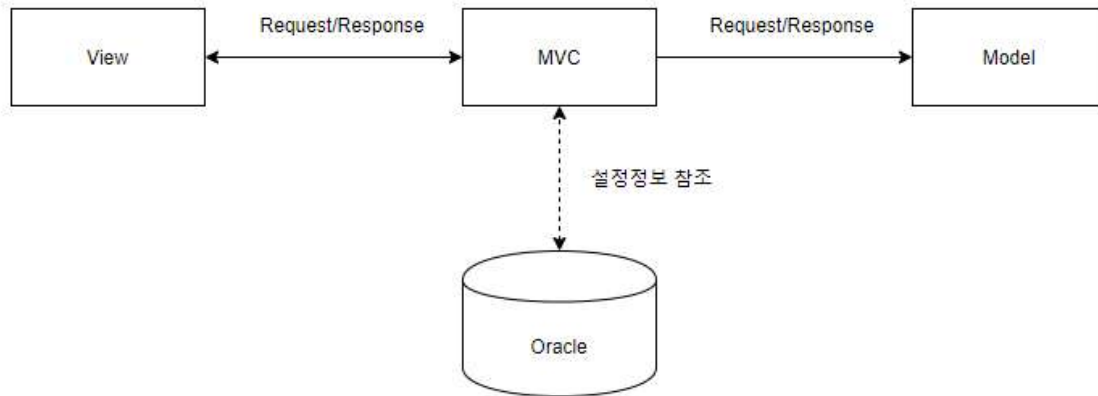 Request/Response
Request/Response
View
MVC
Model
설정정보 참조
Oracle